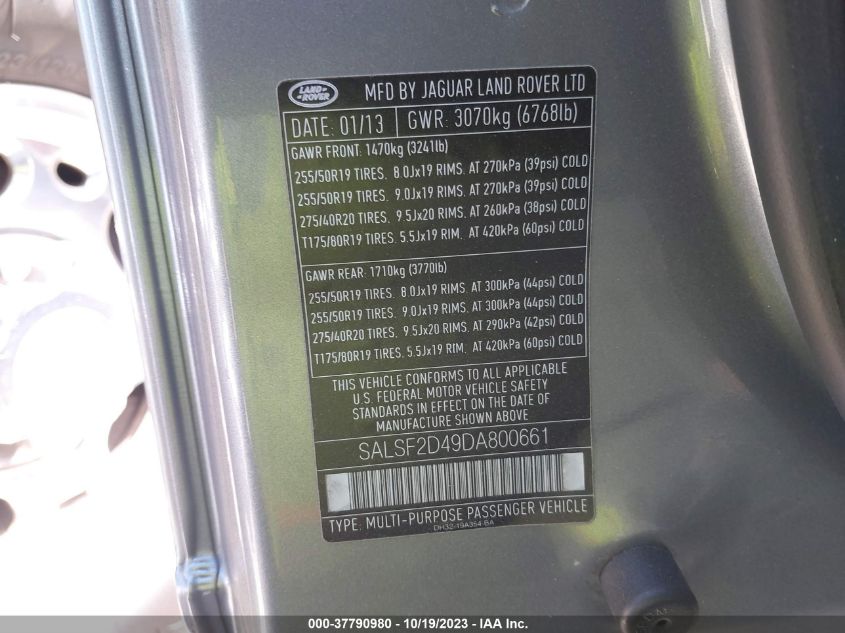 LAND ROVER
MFD BY JAGUAR LAND ROVER LTD
DATE: 01/13 GWR: 3070kg (6768lb)
GAWR FRONT: 1470kg (3241lb)
255/50R19 TIRES. 8.0Jx19 RIMS. AT 270kPa (39psi) COLD
255/50R19 TIRES. 9.0Jx19 RIMS. AT 270kPa (39psi) COLD
275/40R20 TIRES. 9.5Jx20 RIMS. AT 260kPa (38psi) COLD
T175/80R19 TIRES. 5.5Jx19 RIM. AT 420kPa (60psi) COLD
GAWR REAR: 1710kg (3770lb)
255/50R19 TIRES. 8.0Jx19 RIMS. AT 300kPa (44psi) COLD
255/50R19 TIRES. 9.0Jx19 RIMS. AT 300kPa (44psi) COLD
275/40R20 TIRES. 9.5Jx20 RIMS. AT 290kPa (42psi) COLD
T175/80R19 TIRES. 5.5Jx19 RIM. AT 420kPa (60psi) COLD
THIS VEHICLE CONFORMS TO ALL APPLICABLE
U.S. FEDERAL MOTOR VEHICLE SAFETY
STANDARDS IN EFFECT ON THE DATE OF
MANUFACTURE SHOWN ABOVE
SALSF2D49DA800661
TYPE: MULTI-PURPOSE PASSENGER VEHICLE
DH32-19A354-BA
000-37790980 - 10/19/2023 - IAA Inc.